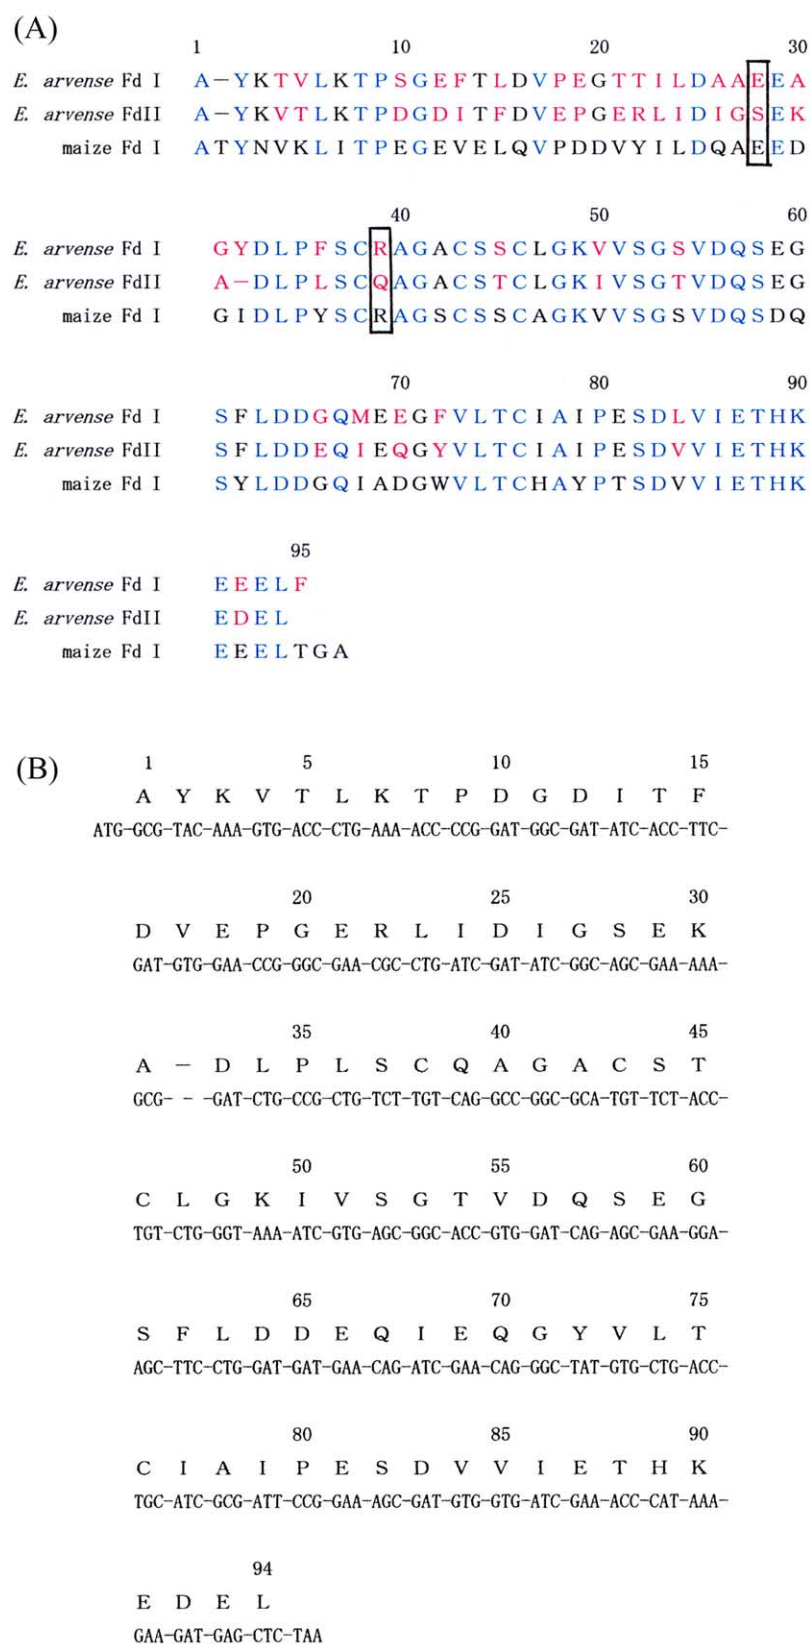 (A)
1 10 20 30
E. arvense Fd I A-YKTVLKTPSGEFTLDVPEGTTILDAAEEA
E. arvense FdII A-YKVTLKTPDGDITFDVEPGERLIDIGSEK
maize Fd I ATYNVKLITPEGEVELQVPDDVYILDQAEED
40 50 60
E. arvense Fd I GYDLPFSCRAGACSSCLGKVVSGSVDQSEG
E. arvense FdII A-DLPLSCQAGACSTCLGKIVSGTVDQSEG
maize Fd I GIDLPYSCRAGSCSSCAGKVVSGSVDQSDQ
70 80 90
E. arvense Fd I SFLDDGQMEEGFVLTCIAIPESDLVIETHK
E. arvense FdII SFLDDEQIEQGYVLTCIAIPESDVVIETHK
maize Fd I SYLDDGQIADGWVLTCHAYPTSDVVIETHK
95
E. arvense Fd I EEELF
E. arvense FdII EDEL
maize Fd I EEELTGA
(B)
1 5 10 15
A Y K V T L K T P D G D I T F
ATG-GCG-TAC-AAA-GTG-ACC-CTG-AAA-ACC-CCG-GAT-GGC-GAT-ATC-ACC-TTC-
20 25 30
D V E P G E R L I D I G S E K
GAT-GTG-GAA-CCG-GGC-GAA-CGC-CTG-ATC-GAT-ATC-GGC-AGC-GAA-AAA-
35 40 45
A - D L P L S C Q A G A C S T
GCG- - -GAT-CTG-CCG-CTG-TCT-TGT-CAG-GCC-GGC-GCA-TGT-TCT-ACC-
50 55 60
C L G K I V S G T V D Q S E G
TGT-CTG-GGT-AAA-ATC-GTG-AGC-GGC-ACC-GTG-GAT-CAG-AGC-GAA-GGA-
65 70 75
S F L D D E Q I E Q G Y V L T
AGC-TTC-CTG-GAT-GAT-GAA-CAG-ATC-GAA-CAG-GGC-TAT-GTG-CTG-ACC-
80 85 90
C I A I P E S D V V I E T H K
TGC-ATC-GCG-ATT-CCG-GAA-AGC-GAT-GTG-GTG-ATC-GAA-ACC-CAT-AAA-
94
E D E L
GAA-GAT-GAG-CTC-TAA